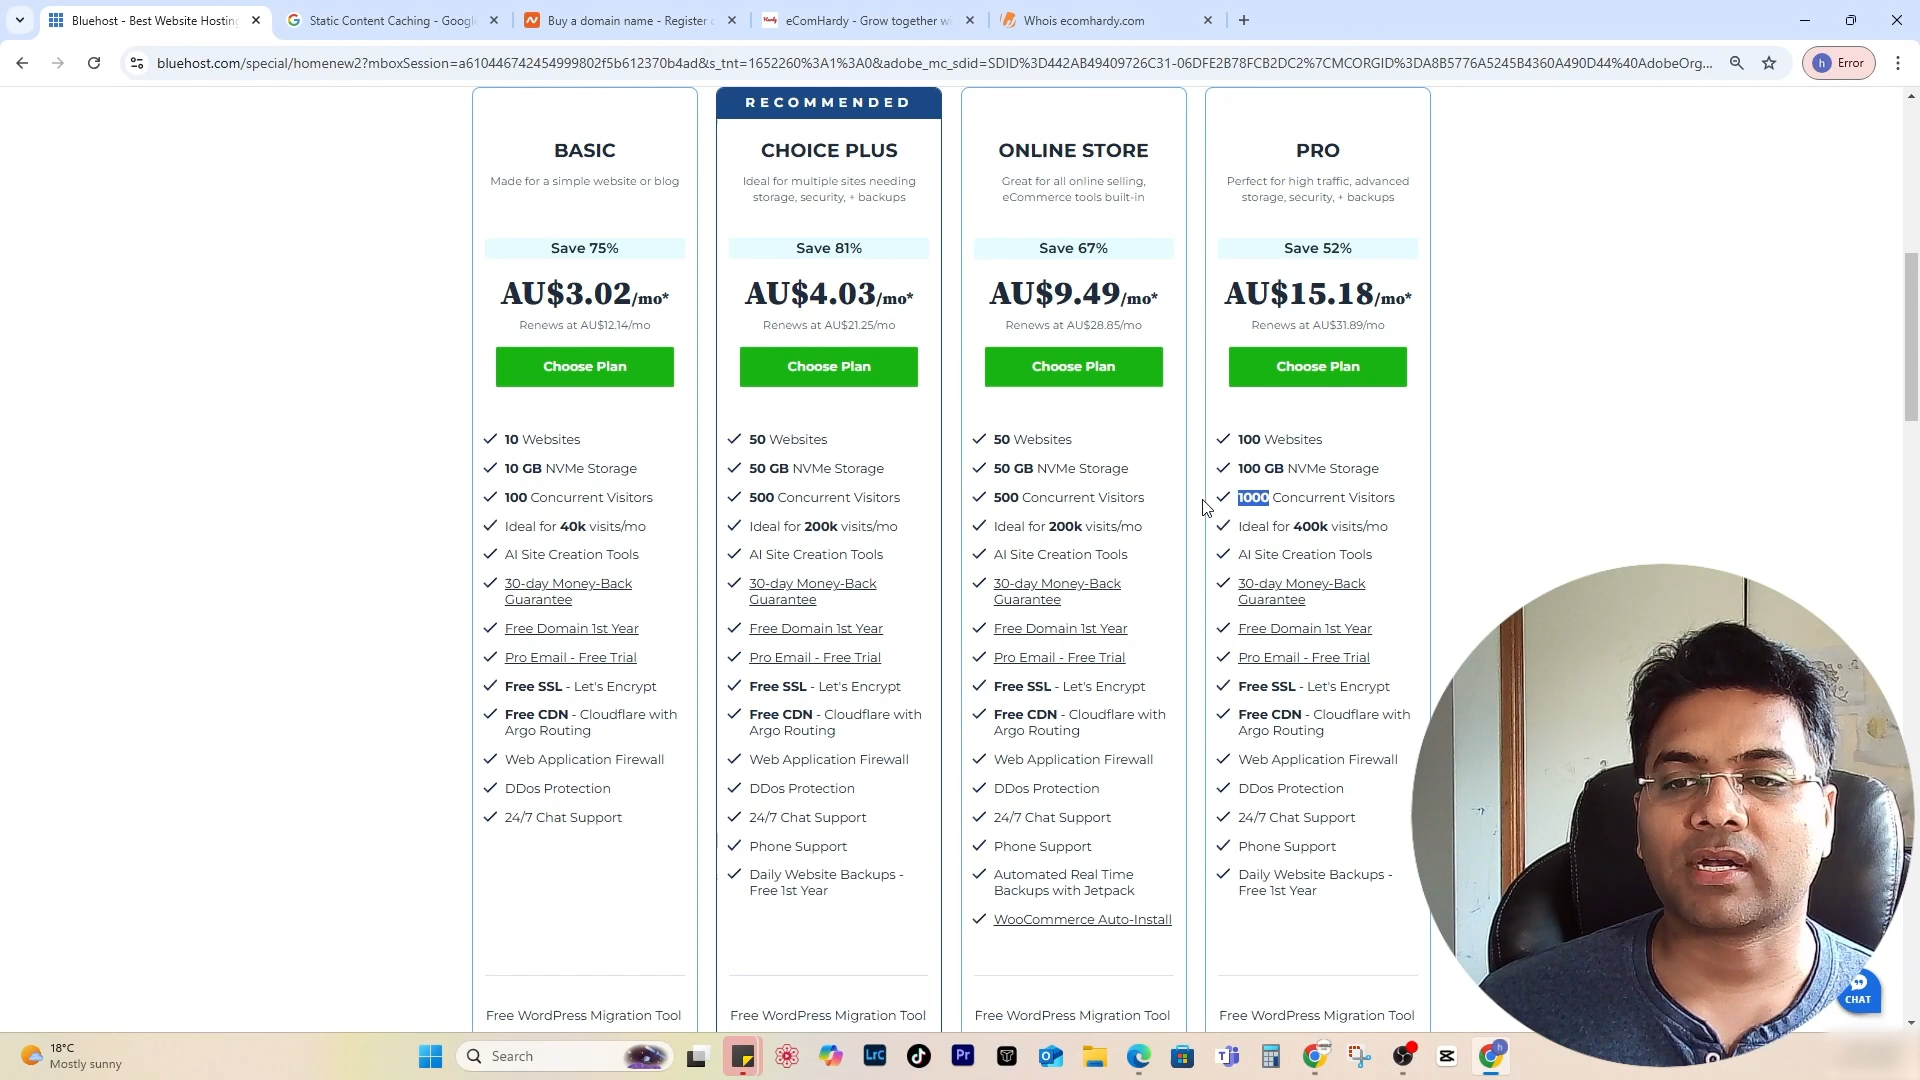 Bluehost - Best Website Hosting
Static Content Caching - Google
Buy a domain name - Register
eComHardy - Grow together w
Whois ecomhardy.com
bluehost.com/special/homenew2?mboxSession=a610446742454999802f5b612370b4ad&s_tnt=1652260%3A1%3A0&adobe_mc_sdid=SDID%3D442AB49409726C31-06DFE2B78FCB2DC2%7CMCORGID%3DA8B5776A5245B4360A490D44%40AdobeOrg...
h Error
BASIC
Made for a simple website or blog
Save 75%
AU$3.02/mo*
Renews at AU$12.14/mo
Choose Plan
10 Websites
10 GB NVMe Storage
100 Concurrent Visitors
Ideal for 40k visits/mo
AI Site Creation Tools
30-day Money-Back
Guarantee
Free Domain 1st Year
Pro Email - Free Trial
Free SSL - Let's Encrypt
Free CDN - Cloudflare with
Argo Routing
Web Application Firewall
DDos Protection
24/7 Chat Support
Free WordPress Migration Tool
RECOMMENDED
CHOICE PLUS
Ideal for multiple sites needing
storage, security, + backups
Save 81%
AU$4.03/mo*
Renews at AU$21.25/mo
Choose Plan
50 Websites
50 GB NVMe Storage
500 Concurrent Visitors
Ideal for 200k visits/mo
AI Site Creation Tools
30-day Money-Back
Guarantee
Free Domain 1st Year
Pro Email - Free Trial
Free SSL - Let's Encrypt
Free CDN - Cloudflare with
Argo Routing
Web Application Firewall
DDos Protection
24/7 Chat Support
Phone Support
Daily Website Backups -
Free 1st Year
Free WordPress Migration Tool
ONLINE STORE
Great for all online selling,
eCommerce tools built-in
Save 67%
AU$9.49/mo*
Renews at AU$28.85/mo
Choose Plan
50 Websites
50 GB NVMe Storage
500 Concurrent Visitors
Ideal for 200k visits/mo
AI Site Creation Tools
30-day Money-Back
Guarantee
Free Domain 1st Year
Pro Email - Free Trial
Free SSL - Let's Encrypt
Free CDN - Cloudflare with
Argo Routing
Web Application Firewall
DDos Protection
24/7 Chat Support
Phone Support
Automated Real Time
Backups with Jetpack
WooCommerce Auto-Install
Free WordPress Migration Tool
PRO
Perfect for high traffic, advanced
storage, security, + backups
Save 52%
AU$15.18/mo*
Renews at AU$31.89/mo
Choose Plan
100 Websites
100 GB NVMe Storage
1000 Concurrent Visitors
Ideal for 400k visits/mo
AI Site Creation Tools
30-day Money-Back
Guarantee
Free Domain 1st Year
Pro Email - Free Trial
Free SSL - Let's Encrypt
Free CDN - Cloudflare with
Argo Routing
Web Application Firewall
DDos Protection
24/7 Chat Support
Phone Support
Daily Website Backups -
Free 1st Year
Free WordPress Migration Tool
CHAT
18°C
Mostly sunny
Search
LrC
Pr